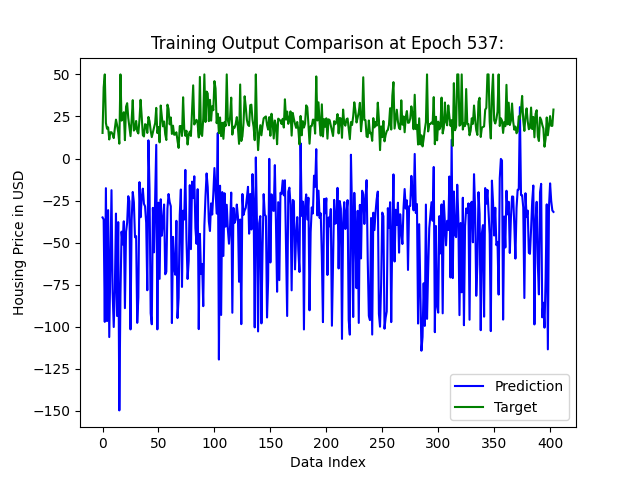 Training Output Comparison at Epoch 537:
50
25
0
−25
−50
−75
−100
−125
−150
Housing Price in USD
0 50 100 150 200 250 300 350 400
Data Index
Prediction
Target